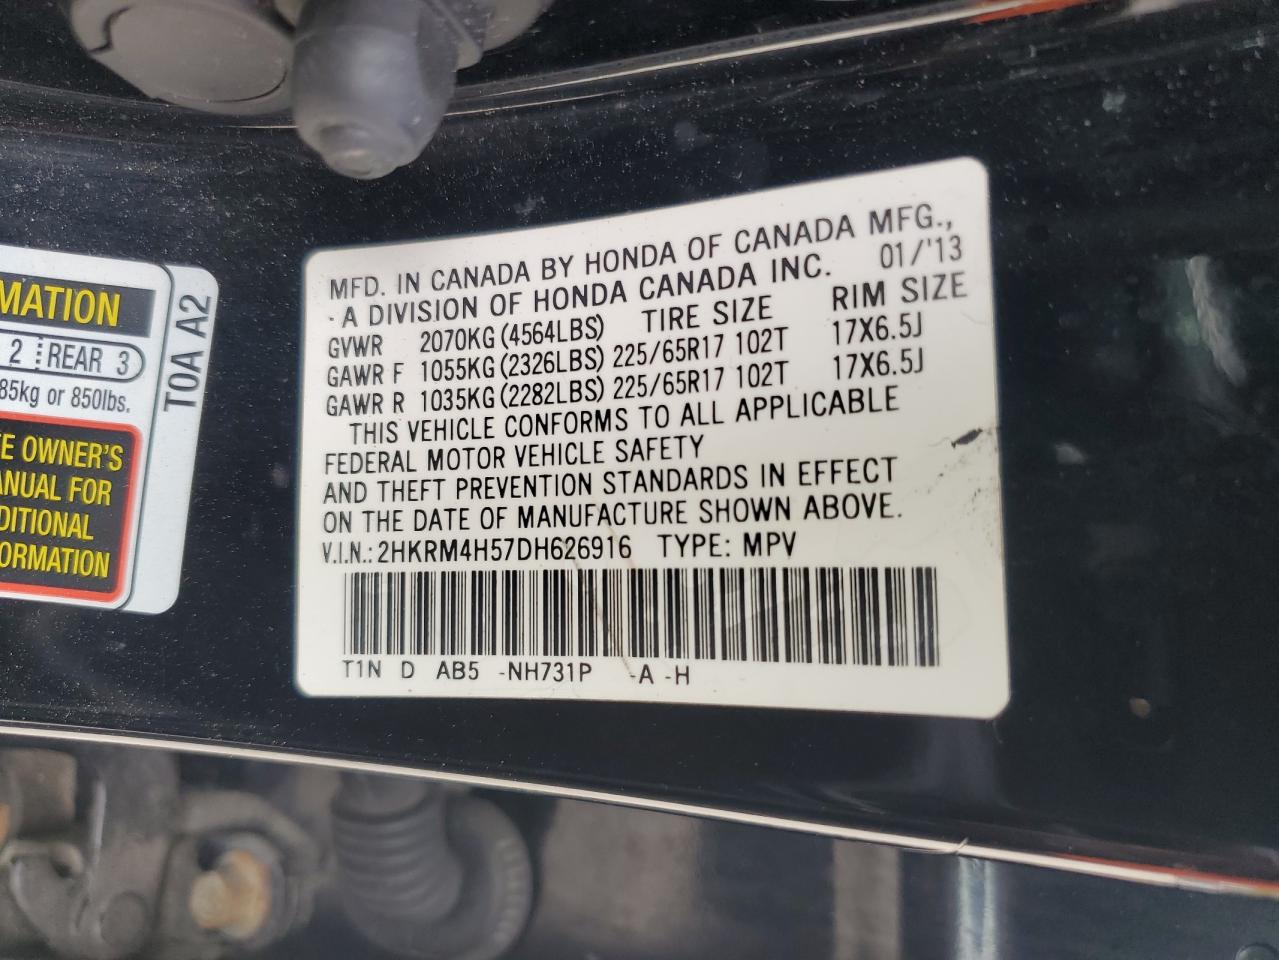 MATION
2 REAR 3
85kg or 850lbs.
E OWNER'S
ANUAL FOR
DITIONAL
FORMATION
T0A A2
MFD. IN CANADA BY HONDA OF CANADA MFG.,
-A DIVISION OF HONDA CANADA INC. 01/'13
GVWR 2070KG (4564LBS) TIRE SIZE RIM SIZE
GAWR F 1055KG (2326LBS) 225/65R17 102T 17X6.5J
GAWR R 1035KG (2282LBS) 225/65R17 102T 17X6.5J
THIS VEHICLE CONFORMS TO ALL APPLICABLE
FEDERAL MOTOR VEHICLE SAFETY
AND THEFT PREVENTION STANDARDS IN EFFECT
ON THE DATE OF MANUFACTURE SHOWN ABOVE.
V.I.N.: 2HKRM4H57DH626916 TYPE: MPV
T1N D AB5 -NH731P -A -H